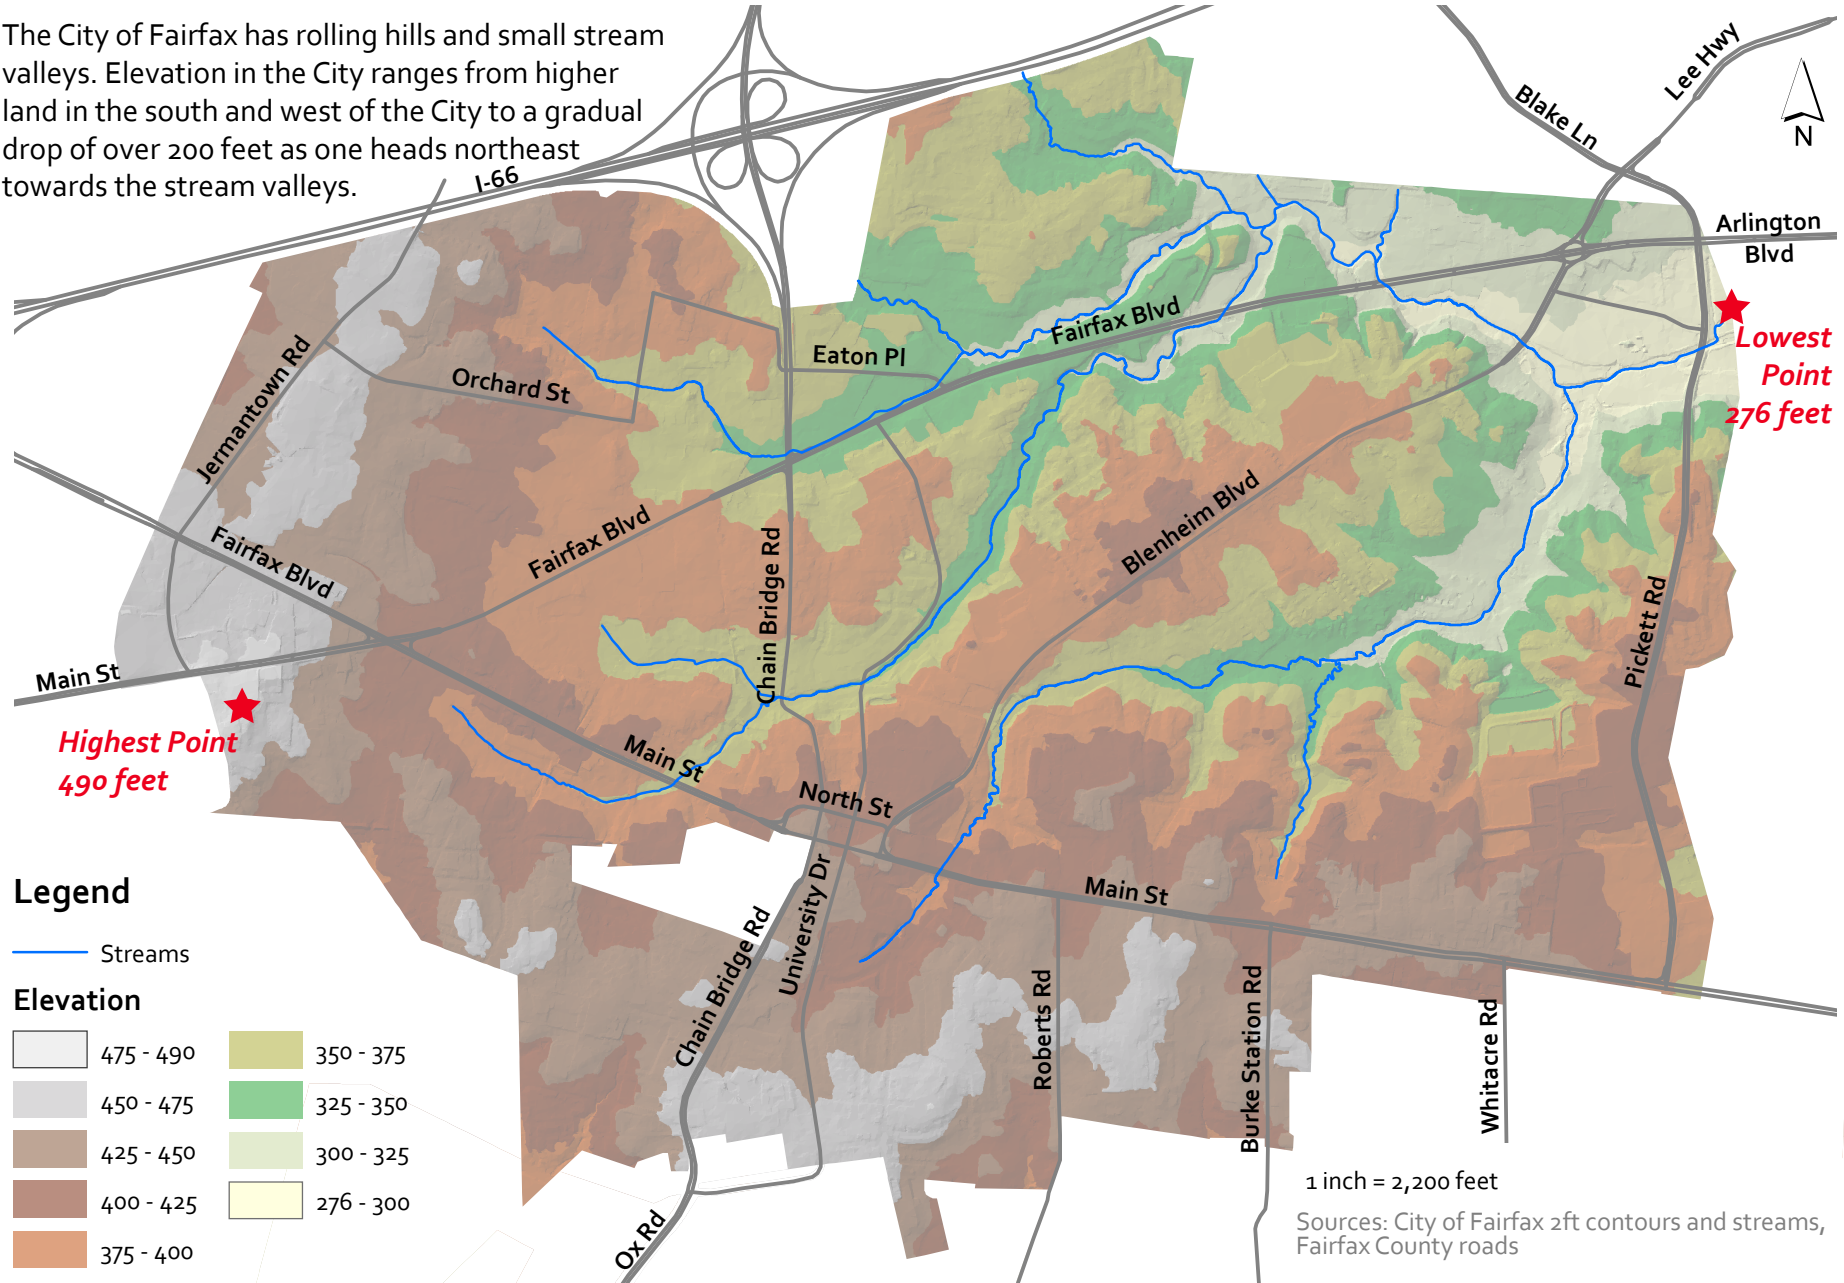 The City of Fairfax has rolling hills and small stream
valleys. Elevation in the City ranges from higher
land in the south and west of the City to a gradual
drop of over 200 feet as one heads northeast
towards the stream valleys.
I-66
Blake Ln
Lee Hwy
N
Arlington
Blvd
Lowest
Point
276 feet
Fairfax Blvd
Eaton Pl
Orchard St
Jermantown Rd
Fairfax Blvd
Fairfax Blvd
Chain Bridge Rd
Blenheim Blvd
Pickett Rd
Main St
Highest Point
490 feet
Main St
North St
Main St
University Dr
Chain Bridge Rd
Roberts Rd
Burke Station Rd
Whitacre Rd
Ox Rd
Legend
Streams
Elevation
475 - 490
450 - 475
425 - 450
400 - 425
375 - 400
350 - 375
325 - 350
300 - 325
276 - 300
1 inch = 2,200 feet
Sources: City of Fairfax 2ft contours and streams,
Fairfax County roads